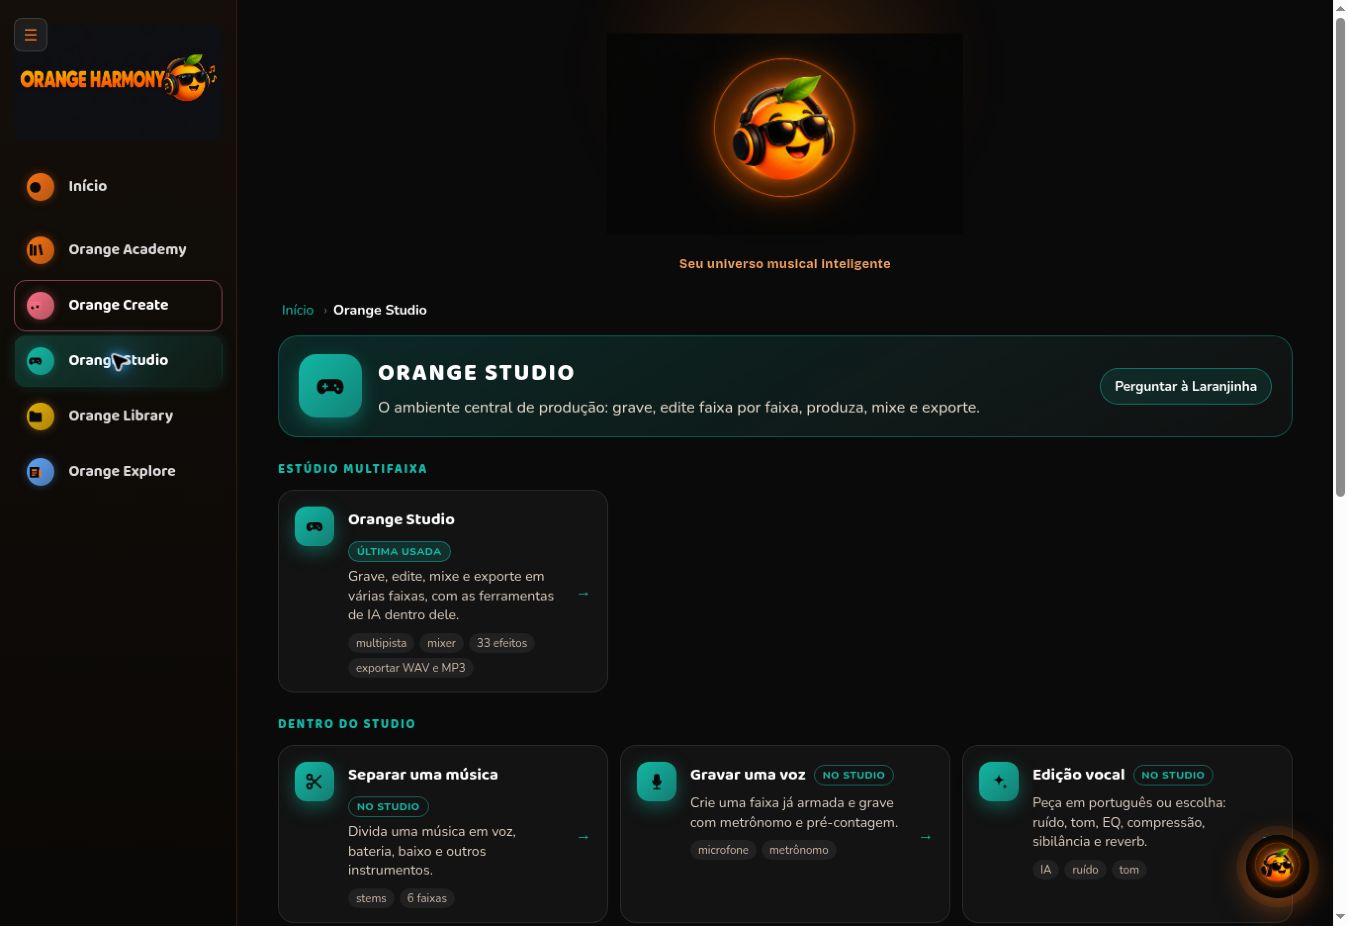 ORANGE HARMONY
Início
Orange Academy
Orange Create
Orange Studio
Orange Library
Orange Explore
Seu universo musical inteligente
Início › Orange Studio
ORANGE STUDIO
O ambiente central de produção: grave, edite faixa por faixa, produza, mixe e exporte.
Perguntar à Laranjinha
ESTÚDIO MULTIFAIXA
Orange Studio
ÚLTIMA USADA
Grave, edite, mixe e exporte em
várias faixas, com as ferramentas
de IA dentro dele.
→
multipista mixer 33 efeitos
exportar WAV e MP3
DENTRO DO STUDIO
Separar uma música
NO STUDIO
Divida uma música em voz,
bateria, baixo e outros
instrumentos.
→
stems 6 faixas
Gravar uma voz NO STUDIO
Crie uma faixa já armada e grave
com metrônomo e pré-contagem.
→
microfone metrônomo
Edição vocal NO STUDIO
Peça em português ou escolha:
ruído, tom, EQ, compressão,
sibilância e reverb.
IA ruído tom